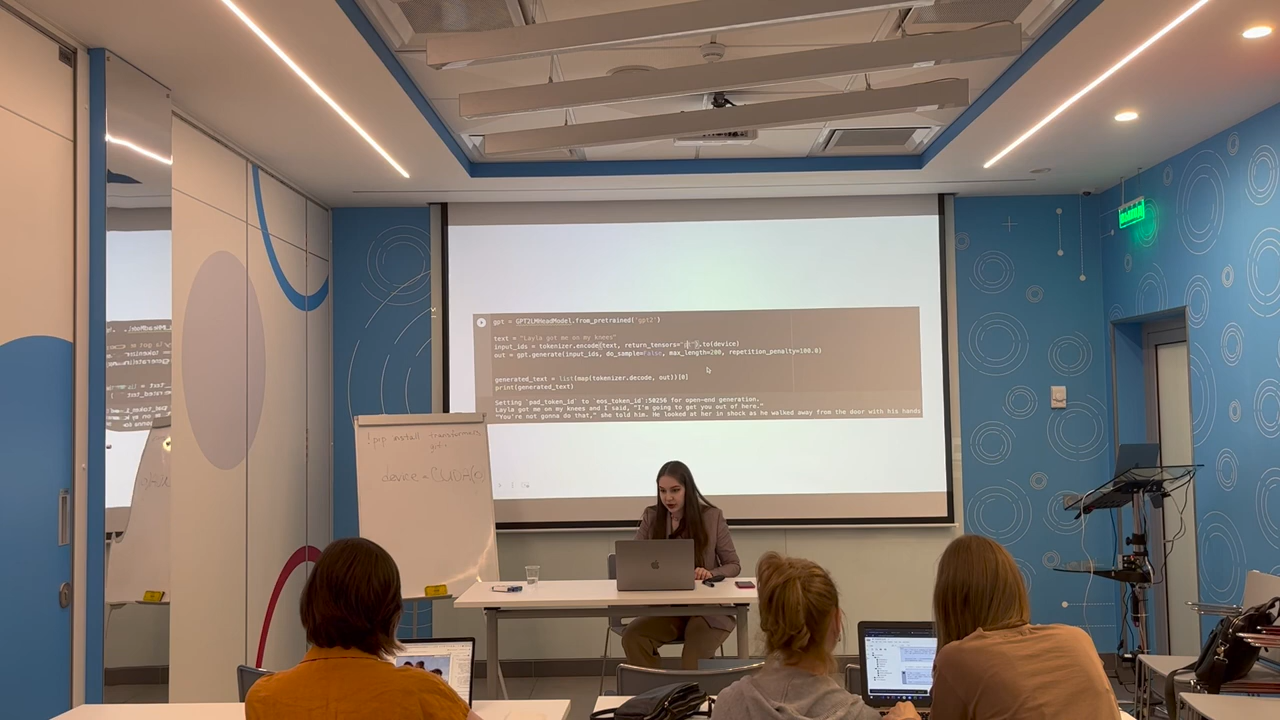 gpt = GPT2LMHeadModel.from_pretrained('gpt2')
text = "Layla got me on my knees"
input_ids = tokenizer.encode(text, return_tensors="pt").to(device)
out = gpt.generate(input_ids, do_sample=False, max_length=200, repetition_penalty=100.0)
generated_text = list(map(tokenizer.decode, out))[0]
print(generated_text)
Setting `pad_token_id` to `eos_token_id`:50256 for open-end generation.
Layla got me on my knees and I said, "I'm going to get you out of here."
"You're not gonna do that," she told him. He looked at her in shock as he walked away from the door with his hands
!pip install transformers
device = CUDA